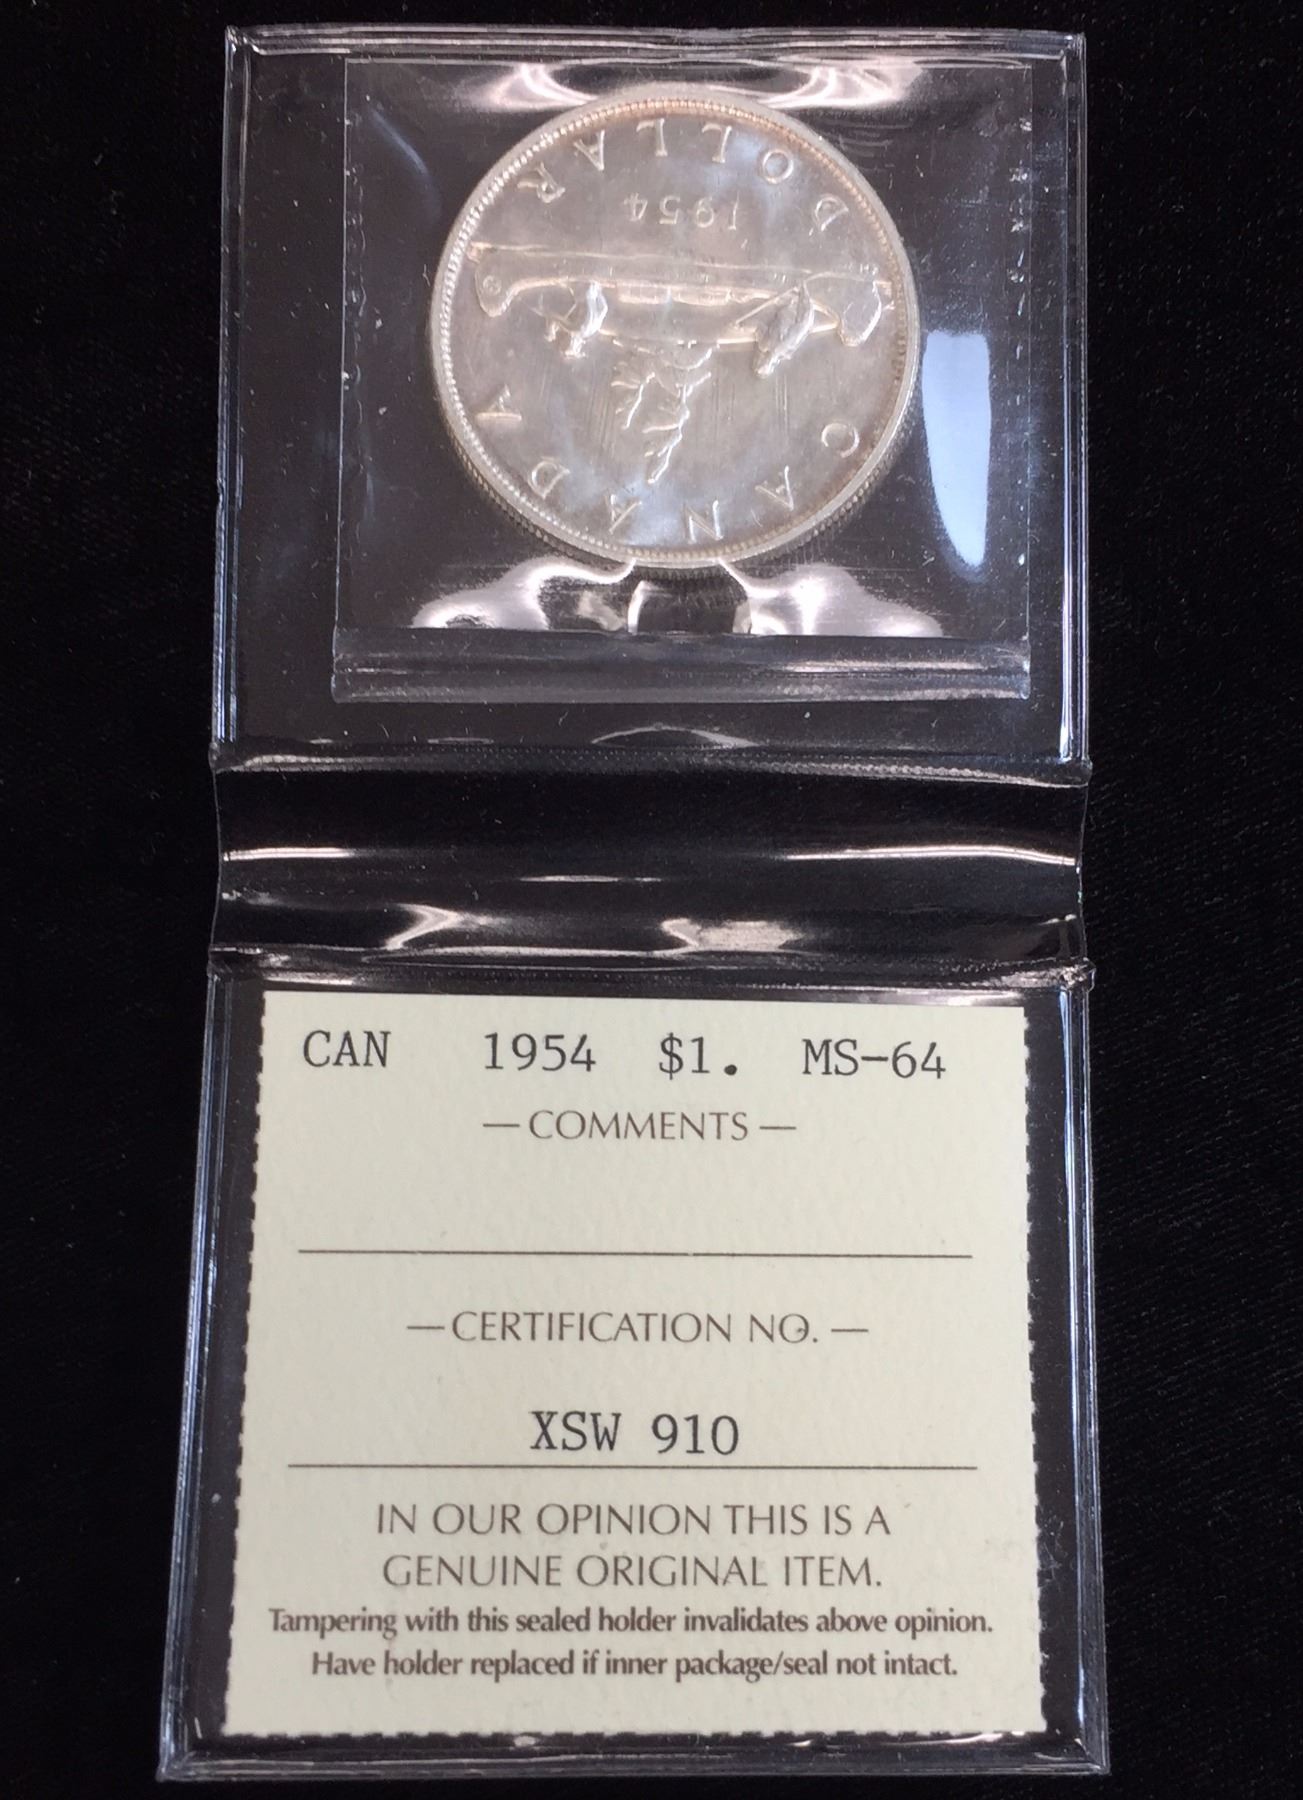 CANADA
1954
DOLLAR
CAN 1954 $1. MS-64
— COMMENTS —
— CERTIFICATION NO. —
XSW 910
IN OUR OPINION THIS IS A
GENUINE ORIGINAL ITEM.
Tampering with this sealed holder invalidates above opinion.
Have holder replaced if inner package/seal not intact.